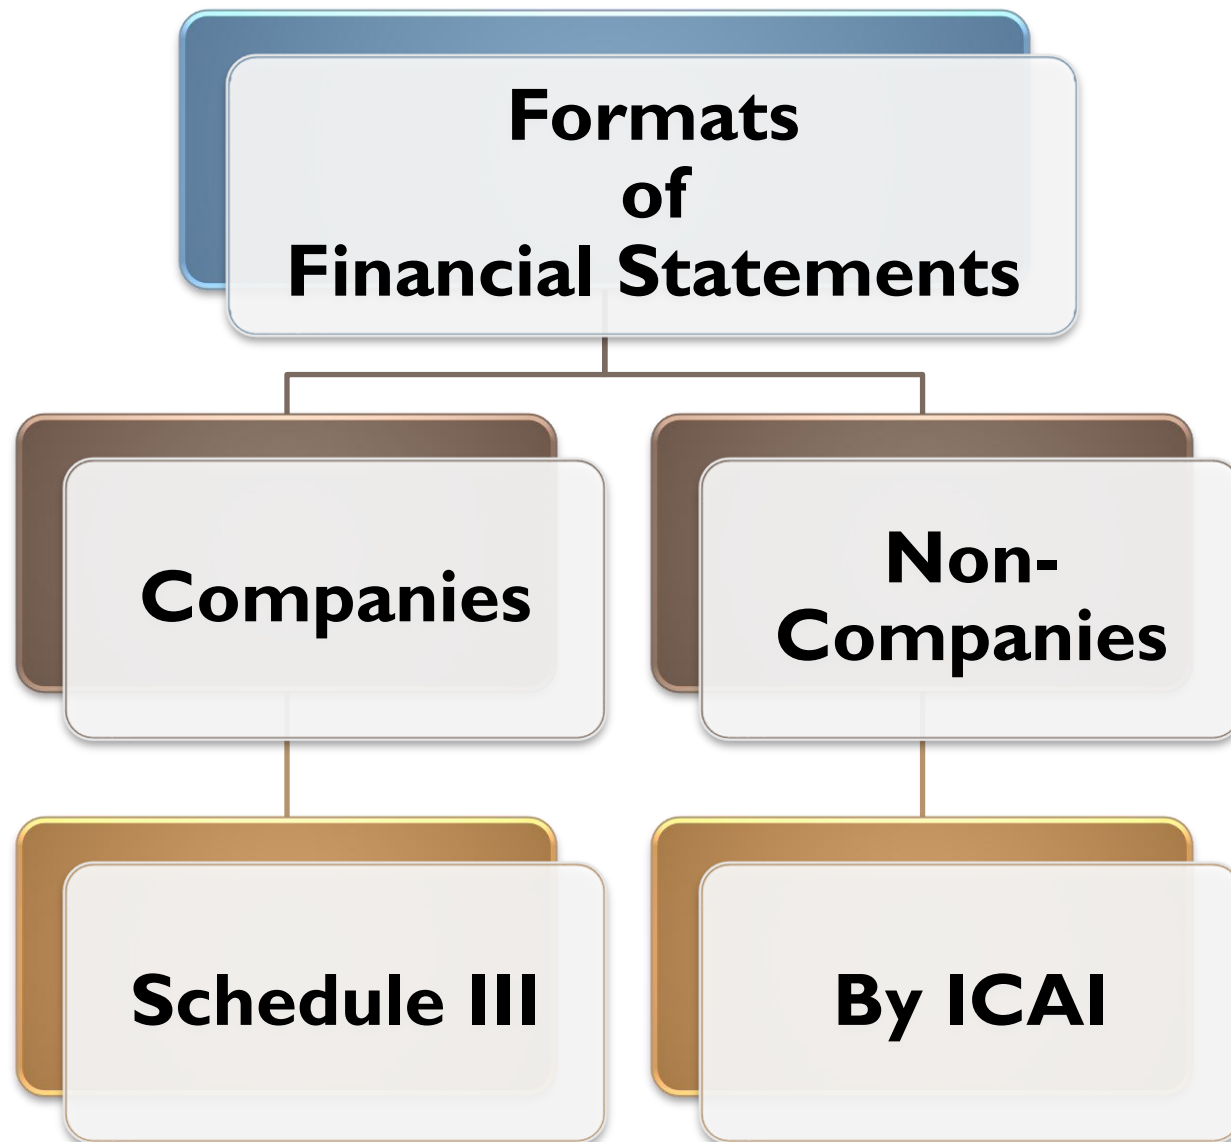 Formats
of
Financial Statements
Companies
Non-
Companies
Schedule III
By ICAI